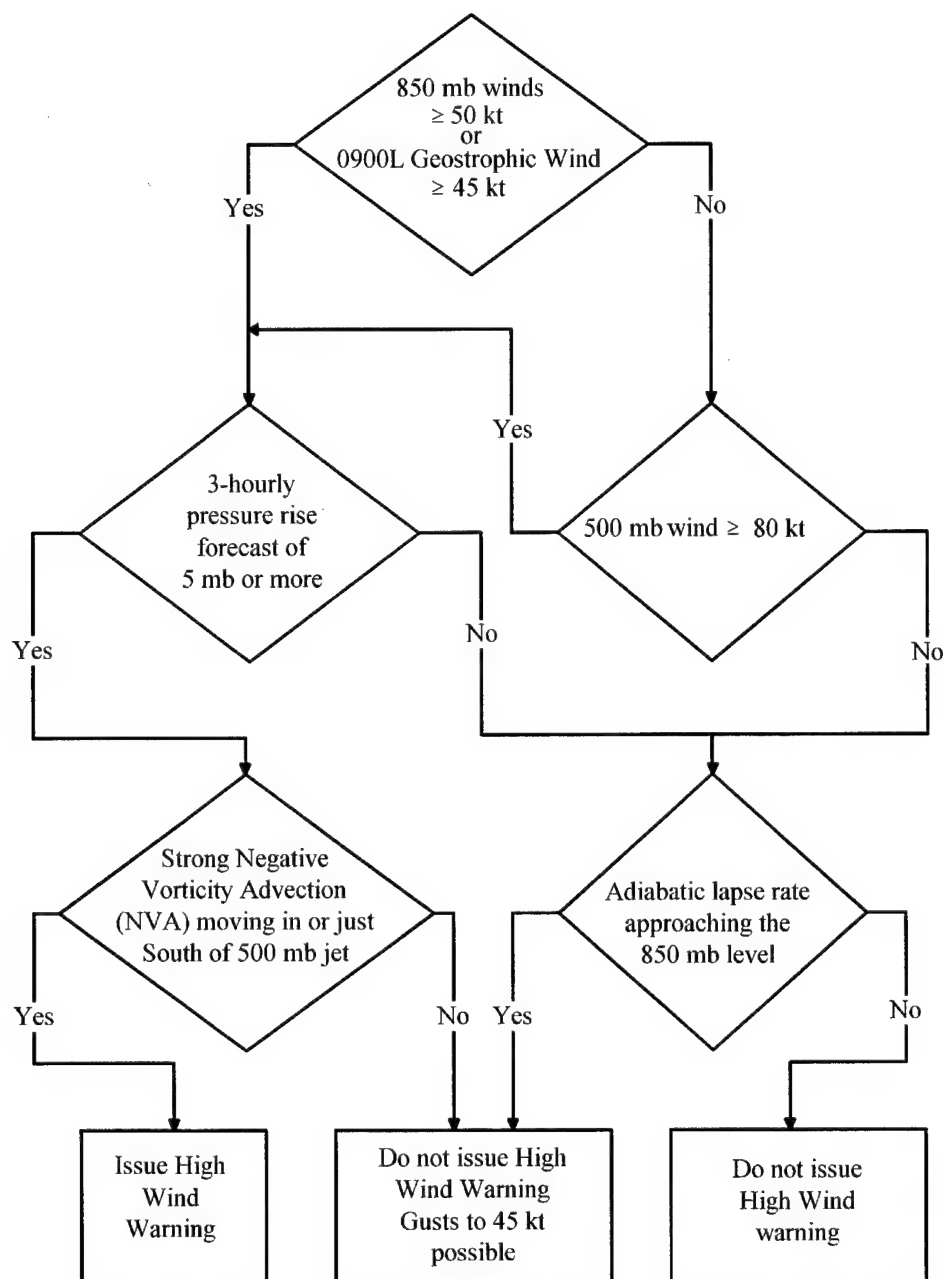 850 mb winds
≥ 50 kt
or
0900L Geostrophic Wind
≥ 45 kt
Yes
No
3-hourly
pressure rise
forecast of
5 mb or more
Yes
500 mb wind ≥ 80 kt
Yes
No
No
Strong Negative
Vorticity Advection
(NVA) moving in or just
South of 500 mb jet
Adiabatic lapse rate
approaching the
850 mb level
Yes
No
Yes
No
Issue High
Wind
Warning
Do not issue High
Wind Warning
Gusts to 45 kt
possible
Do not issue
High Wind
warning